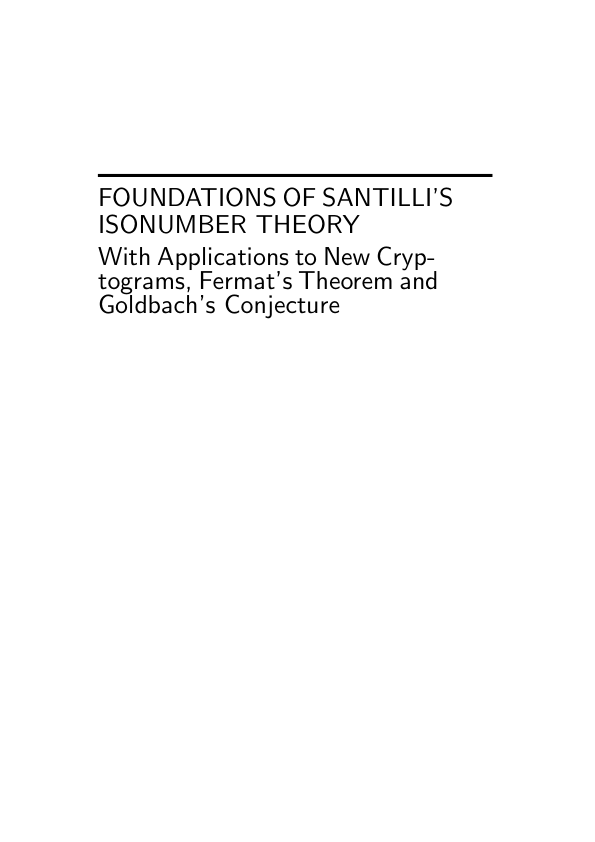 FOUNDATIONS OF SANTILLI'S
ISONUMBER THEORY
With Applications to New Cryp-
tograms, Fermat's Theorem and
Goldbach's Conjecture